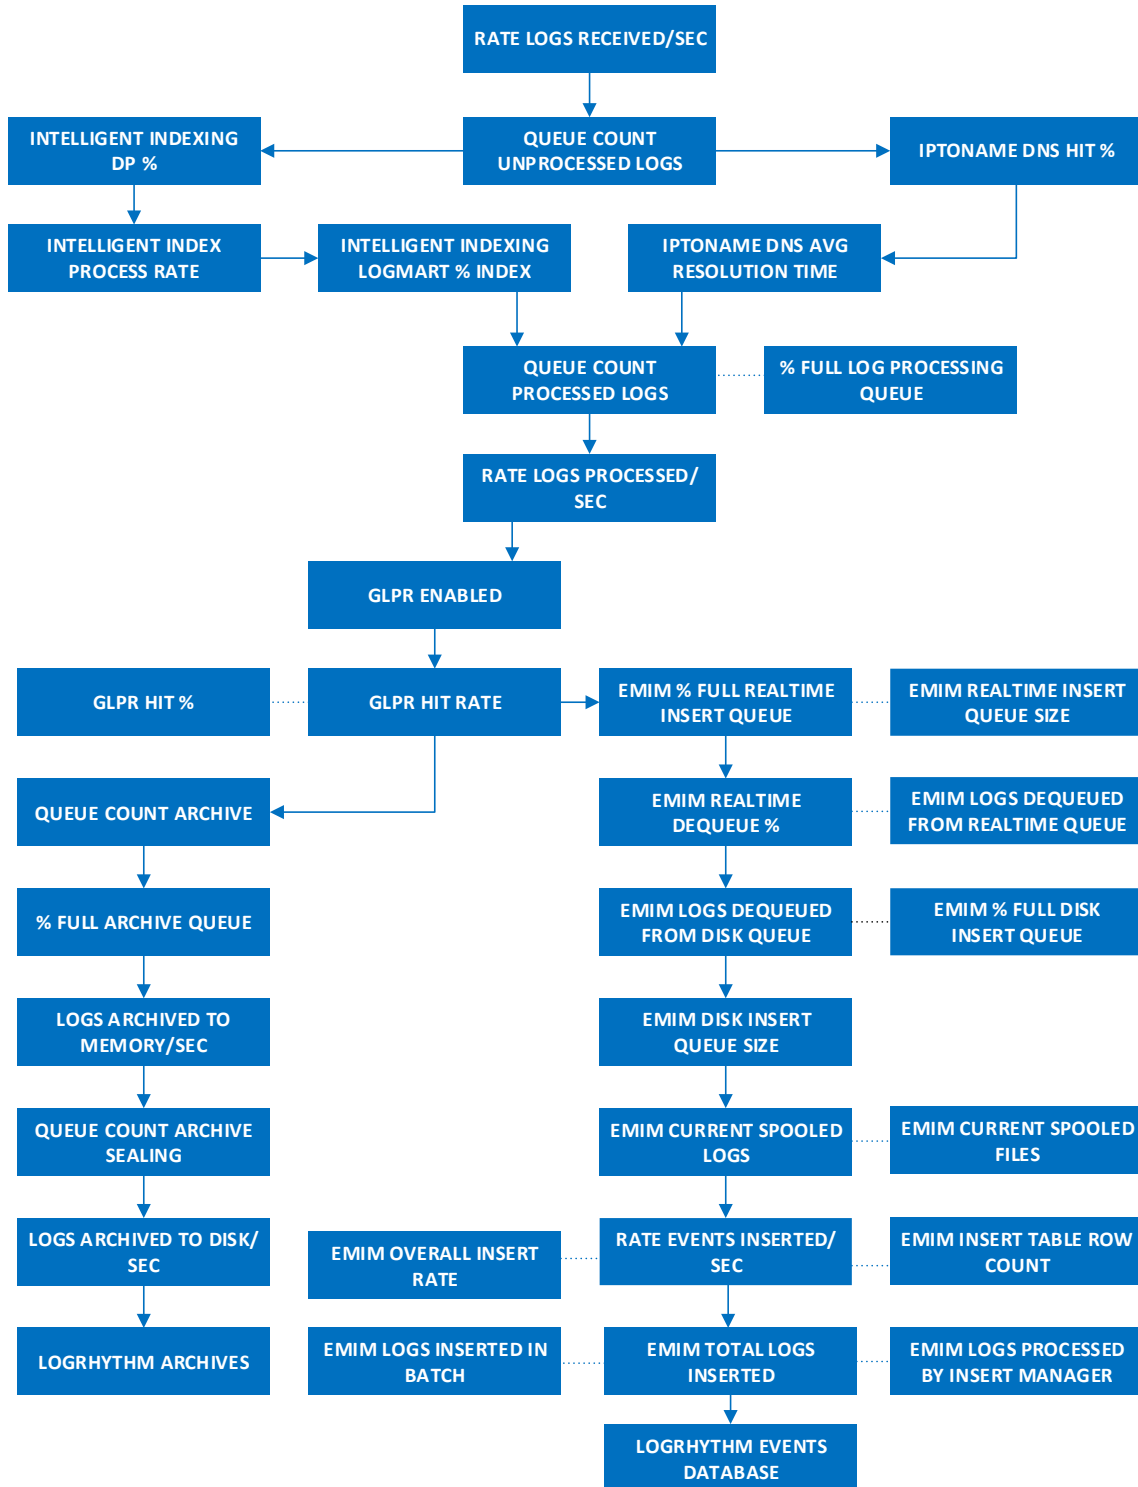 RATE LOGS RECEIVED/SEC
INTELLIGENT INDEXING
DP %
QUEUE COUNT
UNPROCESSED LOGS
IPTONAME DNS HIT %
INTELLIGENT INDEX
PROCESS RATE
INTELLIGENT INDEXING
LOGMART % INDEX
IPTONAME DNS AVG
RESOLUTION TIME
QUEUE COUNT
PROCESSED LOGS
% FULL LOG PROCESSING
QUEUE
RATE LOGS PROCESSED/
SEC
GLPR ENABLED
GLPR HIT %
GLPR HIT RATE
EMIM % FULL REALTIME
INSERT QUEUE
EMIM REALTIME INSERT
QUEUE SIZE
QUEUE COUNT ARCHIVE
EMIM REALTIME
DEQUEUE %
EMIM LOGS DEQUEUED
FROM REALTIME QUEUE
% FULL ARCHIVE QUEUE
EMIM LOGS DEQUEUED
FROM DISK QUEUE
EMIM % FULL DISK
INSERT QUEUE
LOGS ARCHIVED TO
MEMORY/SEC
EMIM DISK INSERT
QUEUE SIZE
QUEUE COUNT ARCHIVE
SEALING
EMIM CURRENT SPOOLED
LOGS
EMIM CURRENT SPOOLED
FILES
LOGS ARCHIVED TO DISK/
SEC
EMIM OVERALL INSERT
RATE
RATE EVENTS INSERTED/
SEC
EMIM INSERT TABLE ROW
COUNT
LOGRHYTHM ARCHIVES
EMIM LOGS INSERTED IN
BATCH
EMIM TOTAL LOGS
INSERTED
EMIM LOGS PROCESSED
BY INSERT MANAGER
LOGRHYTHM EVENTS
DATABASE